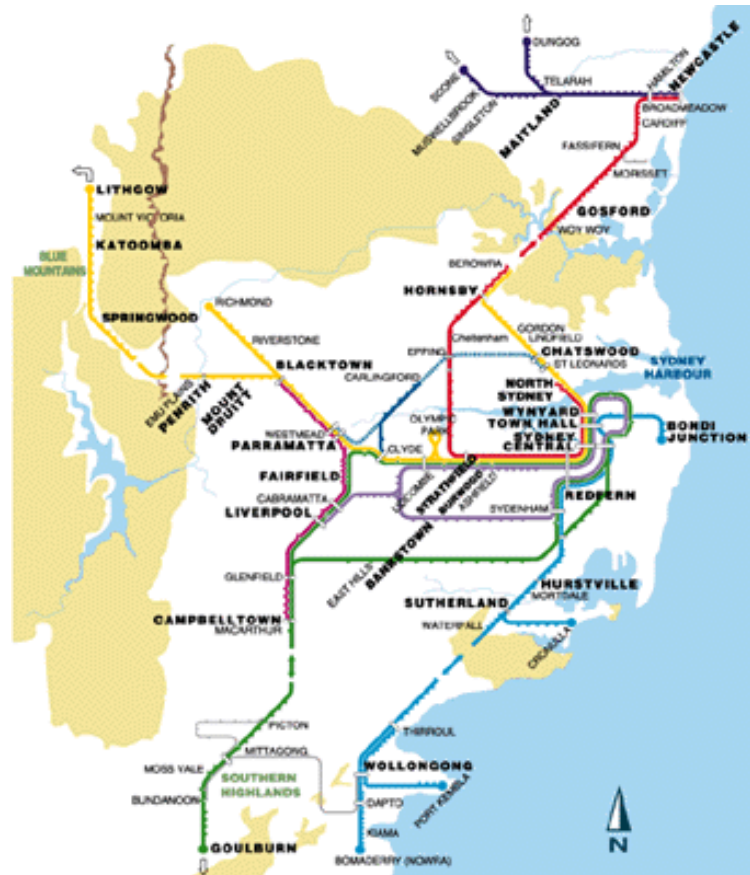 DUNGOG
SCONE
TELARAH
HAMILTON
NEWCASTLE
MUSWELLBROOK
SINGLETON
MAITLAND
BROADMEADOW
CARDIFF
FASSIFERN
MORISSET
GOSFORD
WOY WOY
LITHGOW
MOUNT VICTORIA
KATOOMBA
BLUE
MOUNTAINS
BEROWRA
HORNSBY
SPRINGWOOD
RICHMOND
RIVERSTONE
Cheltenham
GORDON
LINDFIELD
EPPING
CHATSWOOD
ST LEONARDS
SYDNEY
HARBOUR
BLACKTOWN
CARLINGFORD
EMU PLAINS
PENRITH
MOUNT
DRUITT
NORTH
SYDNEY
OLYMPIC
PARK
WYNYARD
TOWN HALL
SYDNEY
CENTRAL
BONDI
JUNCTION
WESTMEAD
PARRAMATTA
CLYDE
FAIRFIELD
LIDCOMBE
STRATHFIELD
BURWOOD
ASHFIELD
REDFERN
CABRAMATTA
LIVERPOOL
SYDENHAM
BANKSTOWN
EAST HILLS
GLENFIELD
HURSTVILLE
MORTDALE
SUTHERLAND
CAMPBELLTOWN
MACARTHUR
WATERFALL
CRONULLA
PICTON
THIRROUL
MITTAGONG
MOSS VALE
WOLLONGONG
SOUTHERN
HIGHLANDS
BUNDANOON
DAPTO
PORT KEMBLA
KIAMA
GOULBURN
BOMADERRY (NOWRA)
N